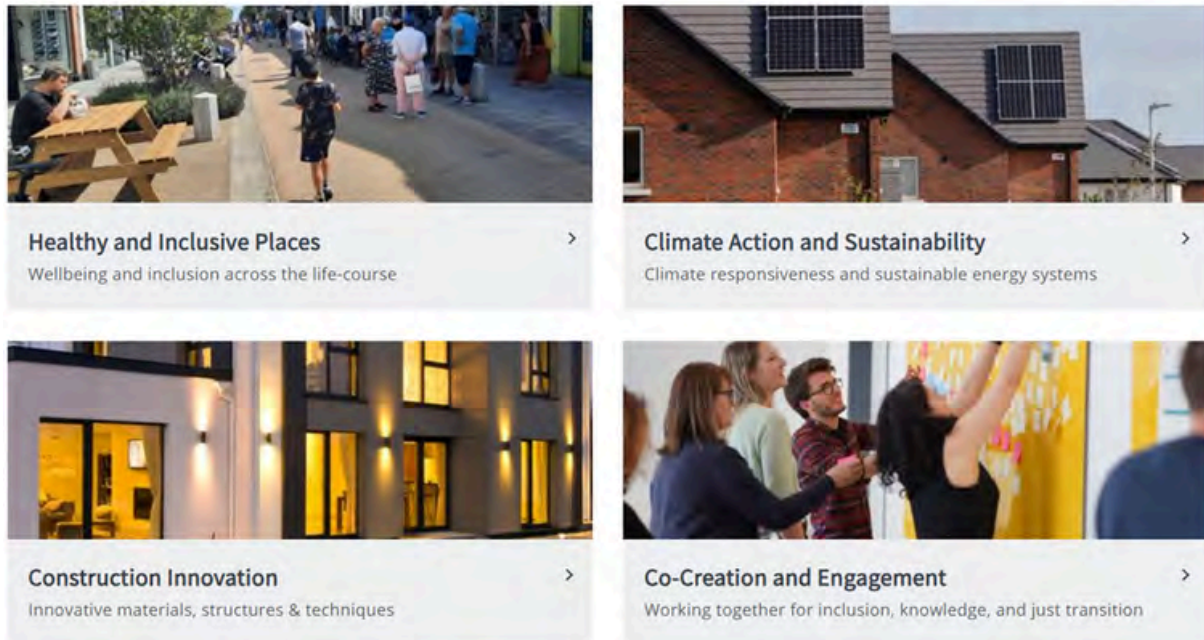 Healthy and Inclusive Places
Wellbeing and inclusion across the life-course
Climate Action and Sustainability
Climate responsiveness and sustainable energy systems
Construction Innovation
Innovative materials, structures & techniques
Co-Creation and Engagement
Working together for inclusion, knowledge, and just transition